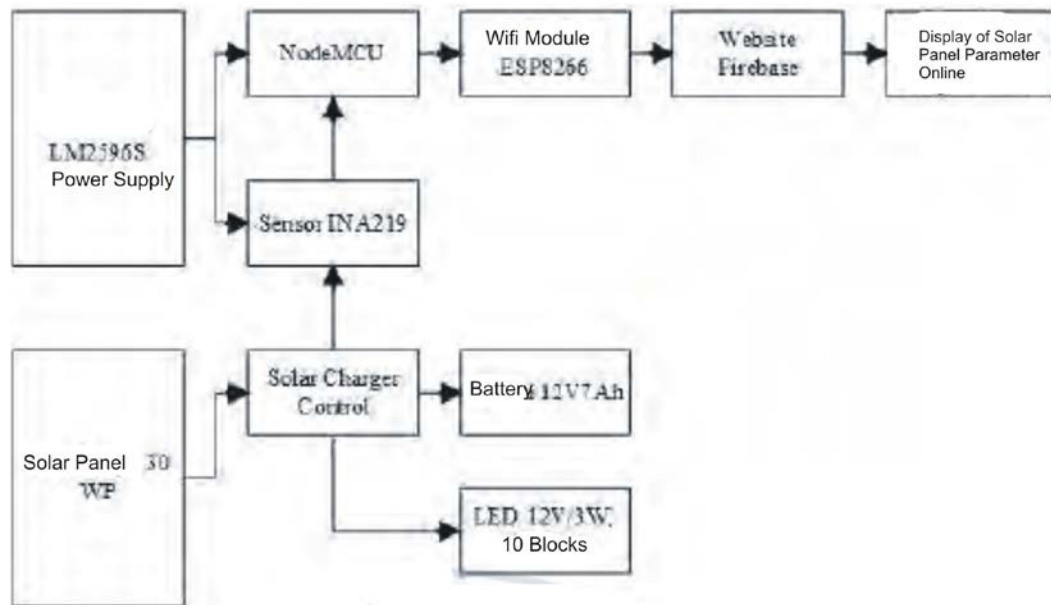 NodeMCU
Wifi Module
ESP8266
Website
Firebase
Display of Solar
Panel Parameter
Online
LM2596S
Power Supply
Sensor INA219
Solar Charger
Control
Battery 12V7Ah
Solar Panel 30
WP
LED 12V/3W,
10 Blocks